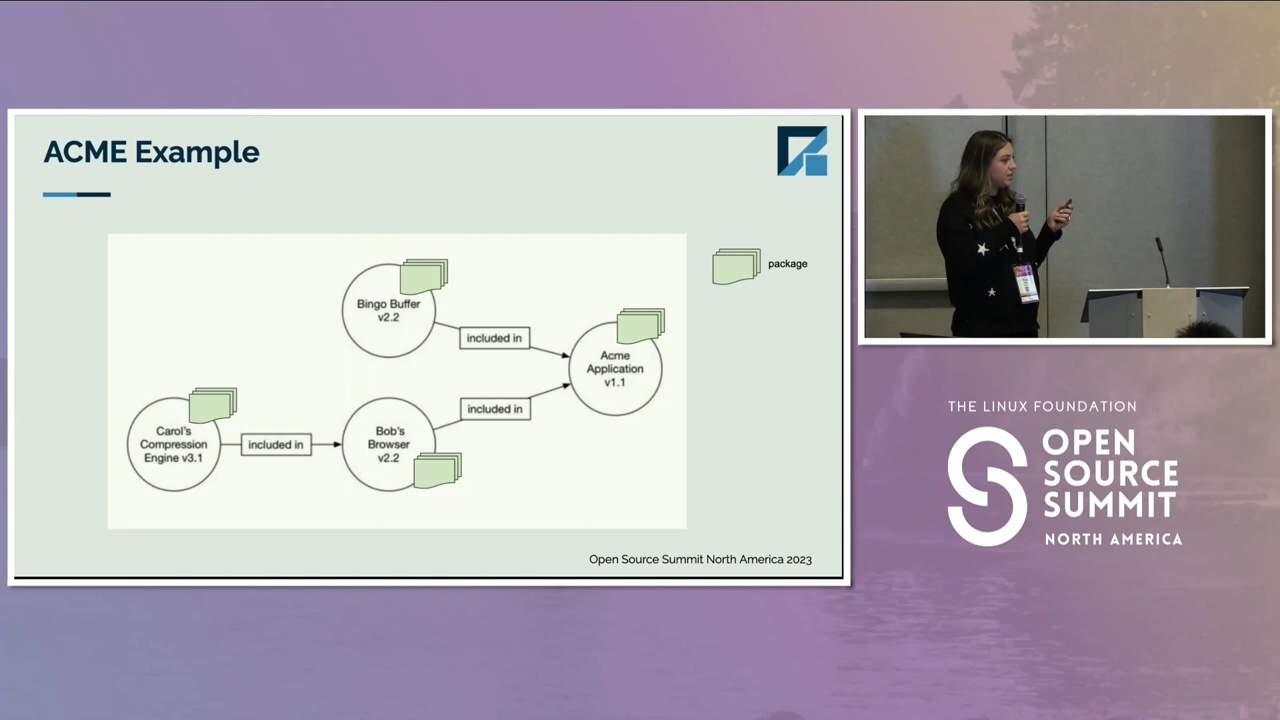 ACME Example
Bingo Buffer
v2.2
package
included in
Acme
Application
v1.1
included in
Carol's
Compression
Engine v3.1
included in
Bob's
Browser
v2.2
Open Source Summit North America 2023
THE LINUX FOUNDATION
OPEN
SOURCE
SUMMIT
NORTH AMERICA